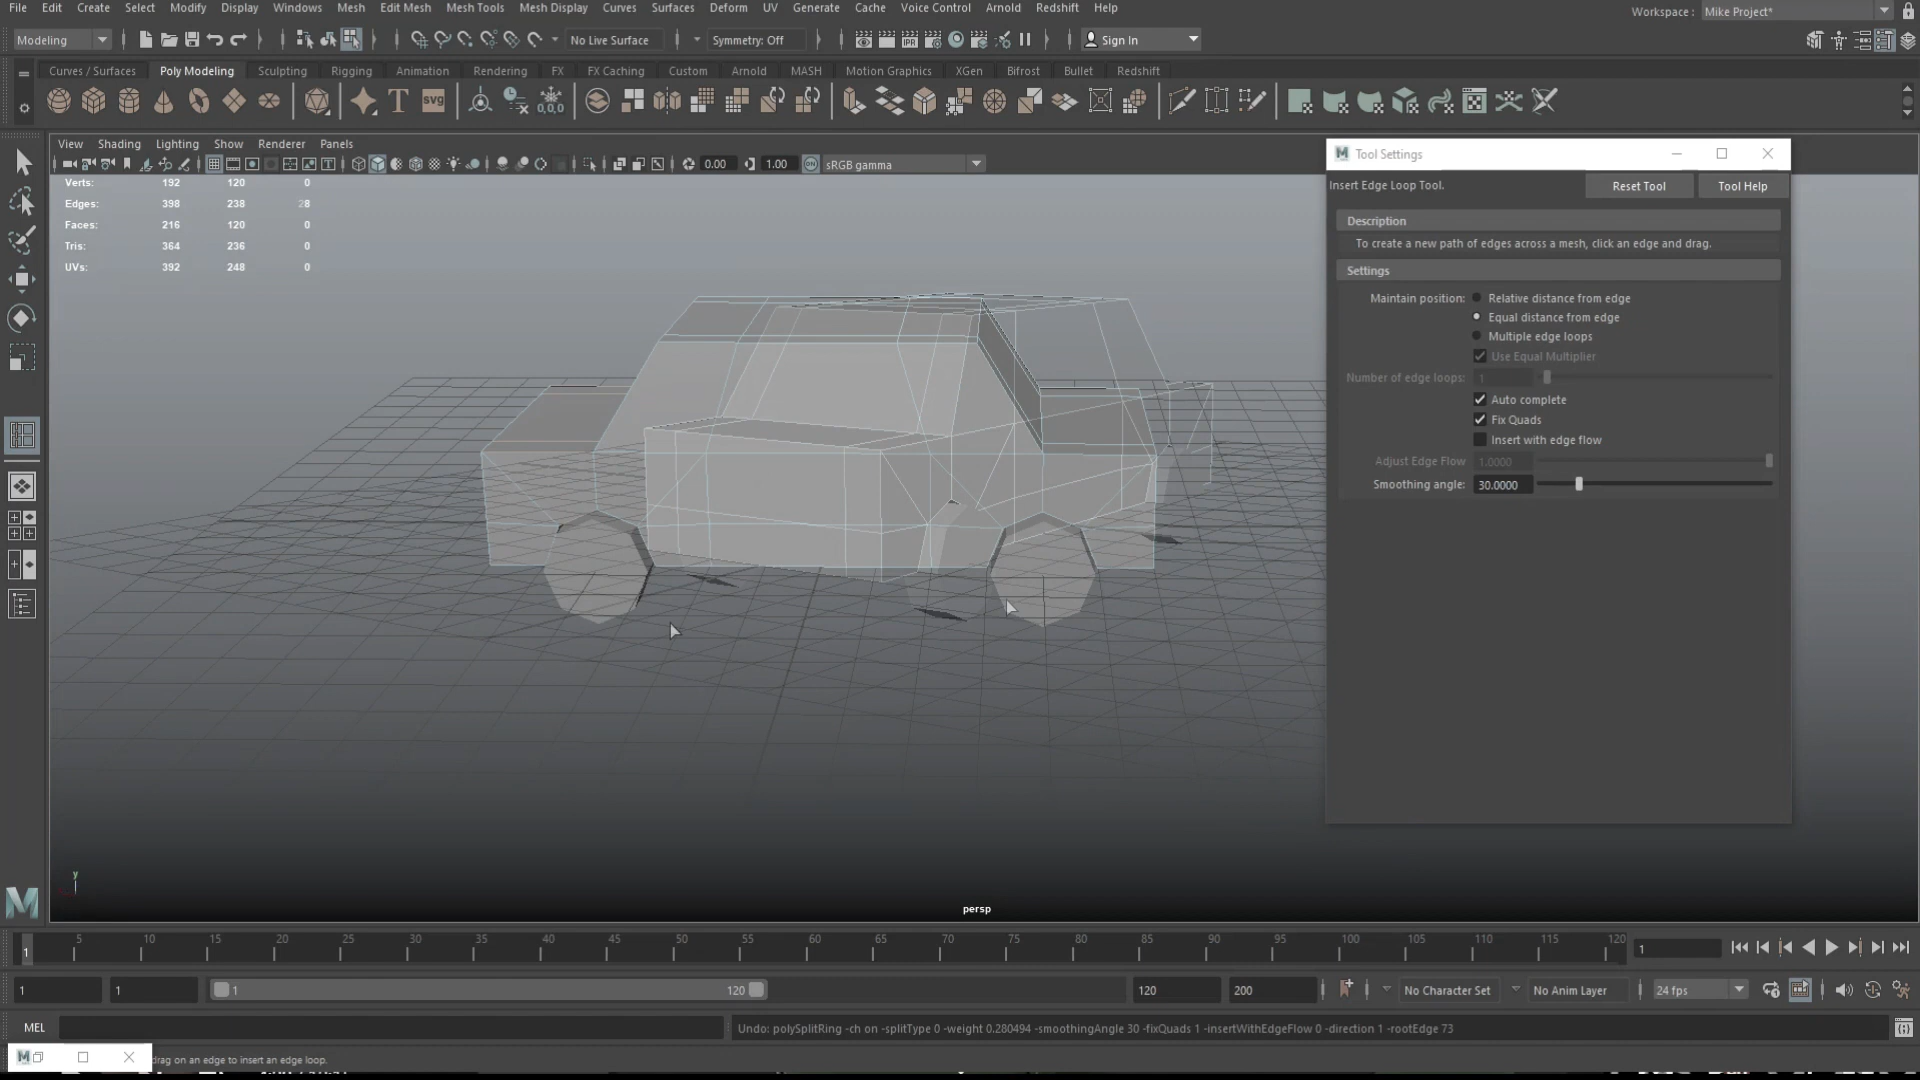 File Edit Create Select Modify Display Windows Mesh Edit Mesh Mesh Tools Mesh Display Curves Surfaces Deform UV Generate Cache Voice Control Arnold Redshift Help
Workspace : Mike Project*
Modeling
No Live Surface
Symmetry: Off
IPR
Sign In
Curves / Surfaces Poly Modeling Sculpting Rigging Animation Rendering FX FX Caching Custom Arnold MASH Motion Graphics XGen Bifrost Bullet Redshift
T
SVG
0,0,0
View Shading Lighting Show Renderer Panels
0.00 1.00 ON sRGB gamma
Verts: 192 120 0
Edges: 398 238 28
Faces: 216 120 0
Tris: 364 236 0
UVs: 392 248 0
M Tool Settings
Insert Edge Loop Tool. Reset Tool Tool Help
Description
To create a new path of edges across a mesh, click an edge and drag.
Settings
Maintain position: Relative distance from edge
Equal distance from edge
Multiple edge loops
Use Equal Multiplier
Number of edge loops: 1
Auto complete
Fix Quads
Insert with edge flow
Adjust Edge Flow 1.0000
Smoothing angle: 30.0000
y
M
persp
1 5 10 15 20 25 30 35 40 45 50 55 60 65 70 75 80 85 90 95 100 105 110 115 120 1
1 1 1 120 120 200 No Character Set No Anim Layer 24 fps
MEL Undo: polySplitRing -ch on -splitType 0 -weight 0.280494 -smoothingAngle 30 -fixQuads 1 -insertWithEdgeFlow 0 -direction 1 -rootEdge 73
M drag on an edge to insert an edge loop.